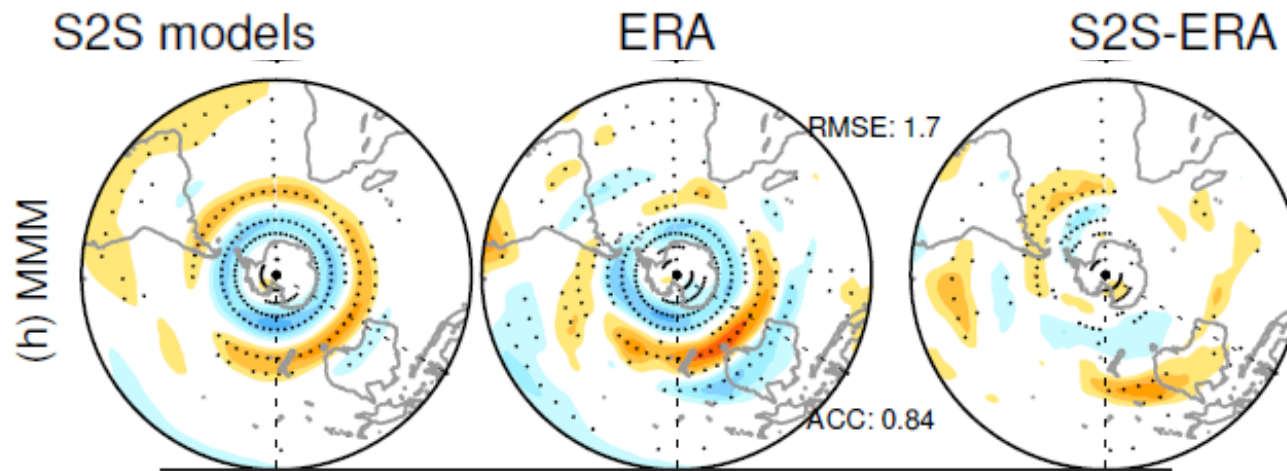 S2S models
ERA
S2S-ERA
RMSE: 1.7
(h) MMM
ACC: 0.84